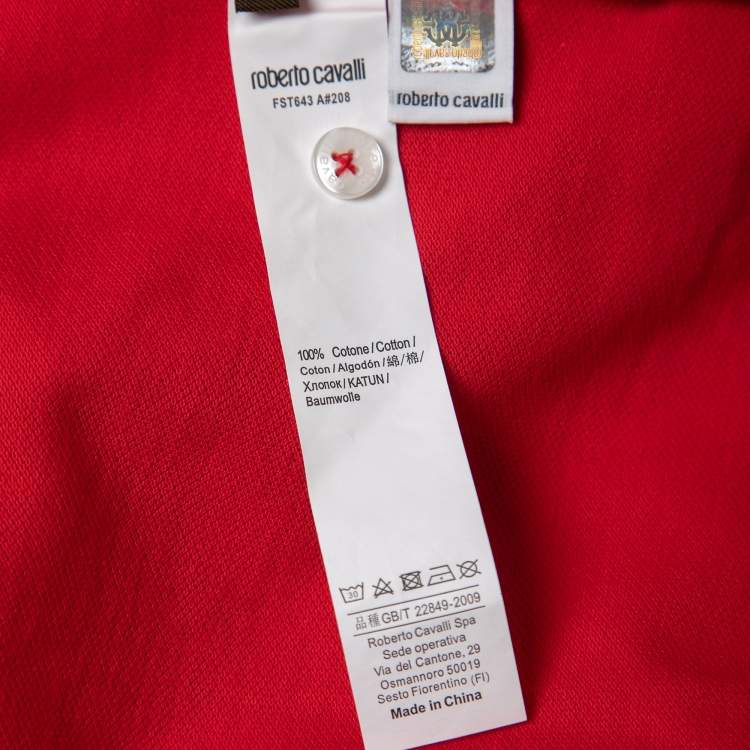 roberto cavalli
FST643 A#208
roberto cavalli
100% Cotone/Cotton/
Coton/Algodón/綿/棉/
Хлопок/KATUN/
Baumwolle
30
品種GB/T 22849-2009
Roberto Cavalli Spa
Sede operativa
Via del Cantone, 29
Osmannoro 50019
Sesto Fiorentino (FI)
Made in China